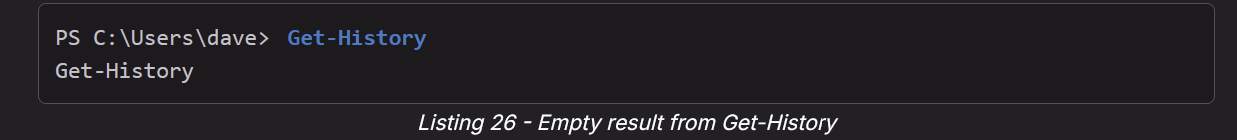 PS C:\Users\dave> Get-History
Get-History
Listing 26 - Empty result from Get-History